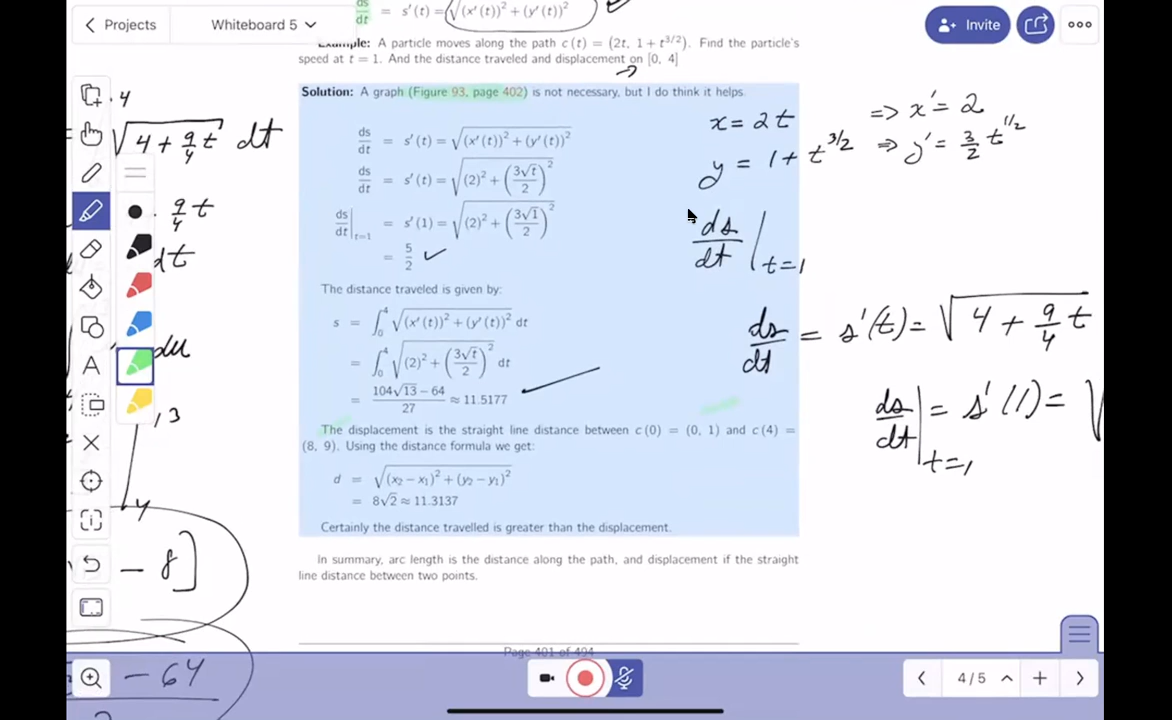 Projects
Whiteboard 5
Invite
ds/dt s′(t) = √(x′(t))² + (y′(t))²
Example: A particle moves along the path c(t) = (2t, 1 + t^{3/2}). Find the particle's
speed at t = 1. And the distance traveled and displacement on [0, 4]
Solution: A graph (Figure 93, page 402) is not necessary, but I do think it helps.
ds/dt = s′(t) = √(x′(t))² + (y′(t))²
ds/dt = s′(t) = √(2)² + (3√t/2)²
ds/dt|t=1 = s′(1) = √(2)² + (3√1/2)²
= 5/2 ✓
The distance traveled is given by:
s = ∫₀⁴ √(x′(t))² + (y′(t))² dt
= ∫₀⁴ √(2)² + (3√t/2)² dt
= (104√13 − 64)/27 ≈ 11.5177
The displacement is the straight line distance between c(0) = (0, 1) and c(4) =
(8, 9). Using the distance formula we get:
d = √(x₂ − x₁)² + (y₂ − y₁)²
= 8√2 ≈ 11.3137
Certainly the distance travelled is greater than the displacement.
In summary, arc length is the distance along the path, and displacement if the straight
line distance between two points.
Page 401 of 494
x = 2t ⇒ x′ = 2
y = 1 + t^{3/2} ⇒ y′ = 3/2 t^{1/2}
ds/dt|t=1
ds/dt = s′(t) = √4 + 9/4 t
ds/dt|t=1 = s′(1) = √
4
√4 + 9/4 t dt
9/4 t
dt
du
13
4
− 8]
− 64
A
4/5